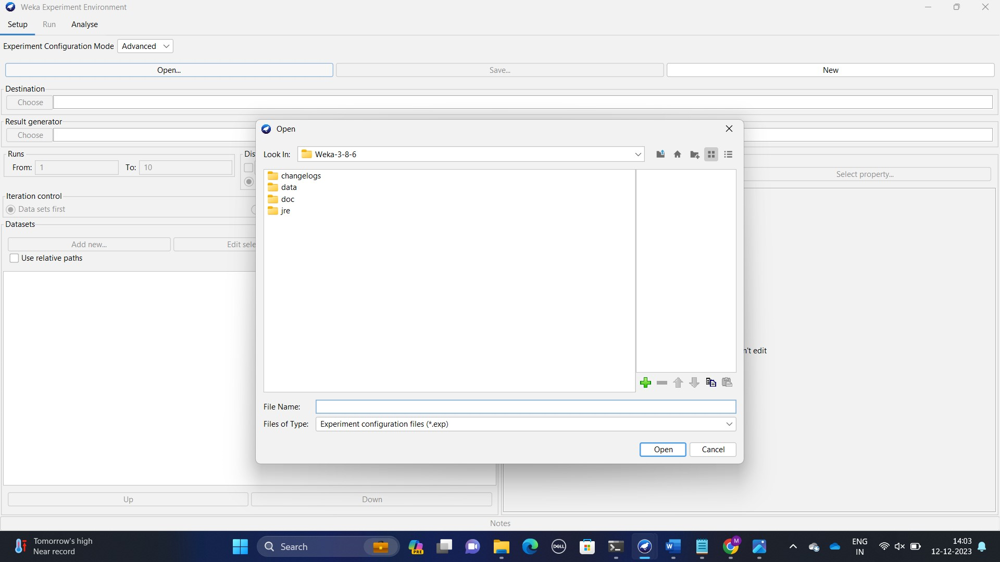 Weka Experiment Environment
Setup Run Analyse
Experiment Configuration Mode Advanced
Open... Save... New
Destination
Choose
Result generator
Choose
Open
Look In: Weka-3-8-6
Runs
From: 1 To: 10
Select property...
changelogs
data
doc
jre
Iteration control
Data sets first
Datasets
Add new... Edit sele
Use relative paths
n't edit
File Name:
Files of Type: Experiment configuration files (*.exp)
Open Cancel
Up Down
Notes
Tomorrow's high
Near record
Search
PRE
DELL
W
M
ENG
IN
14:03
12-12-2023